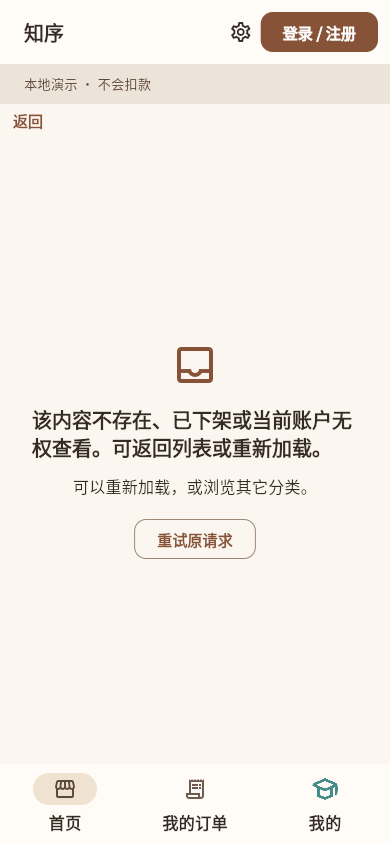 知序
登录 / 注册
本地演示 · 不会扣款
返回
该内容不存在、已下架或当前账户无
权查看。可返回列表或重新加载。
可以重新加载，或浏览其它分类。
重试原请求
首页
我的订单
我的